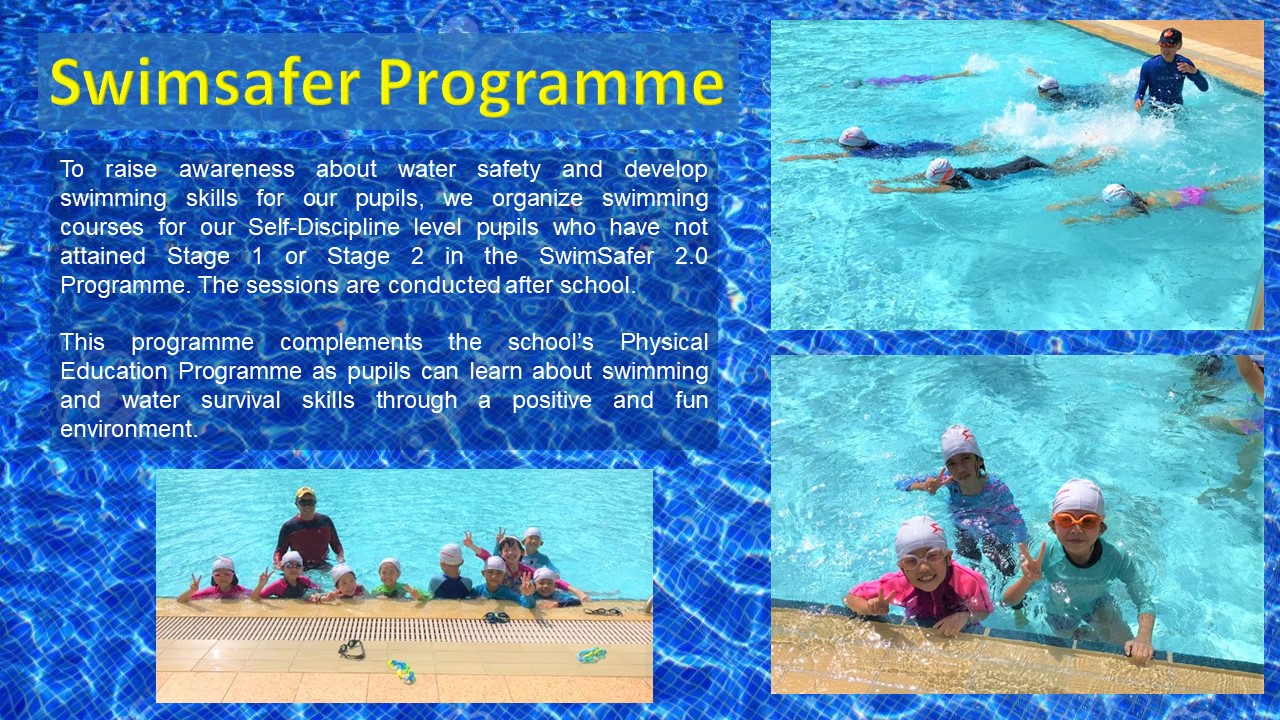 Swimsafer Programme
To raise awareness about water safety and develop
swimming skills for our pupils, we organize swimming
courses for our Self-Discipline level pupils who have not
attained Stage 1 or Stage 2 in the SwimSafer 2.0
Programme. The sessions are conducted after school.
This programme complements the school’s Physical
Education Programme as pupils can learn about swimming
and water survival skills through a positive and fun
environment.